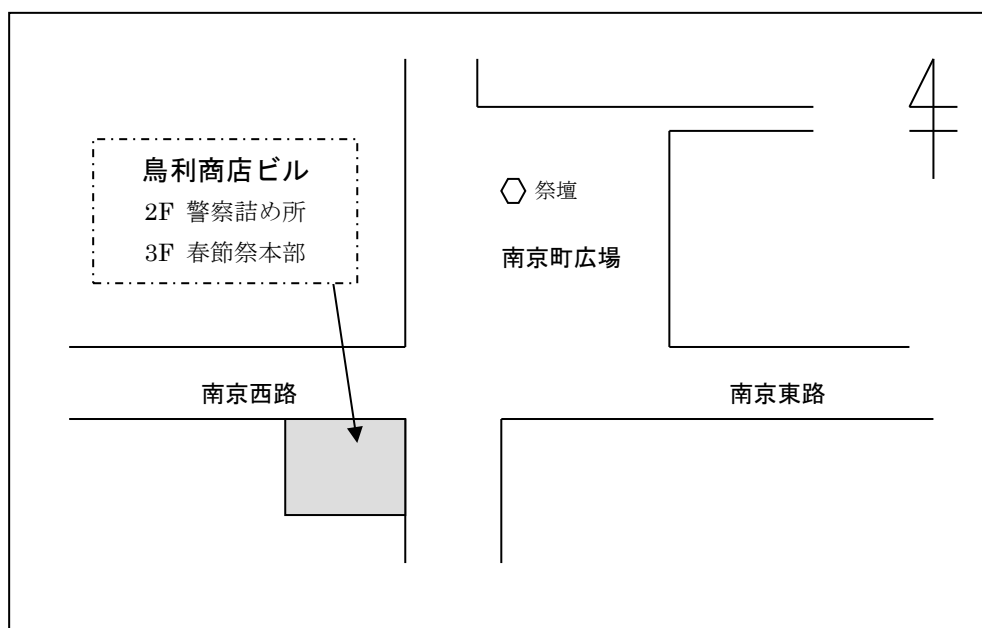 鳥利商店ビル
2F 警察詰め所
3F 春節祭本部
祭壇
南京町広場
南京西路
南京東路